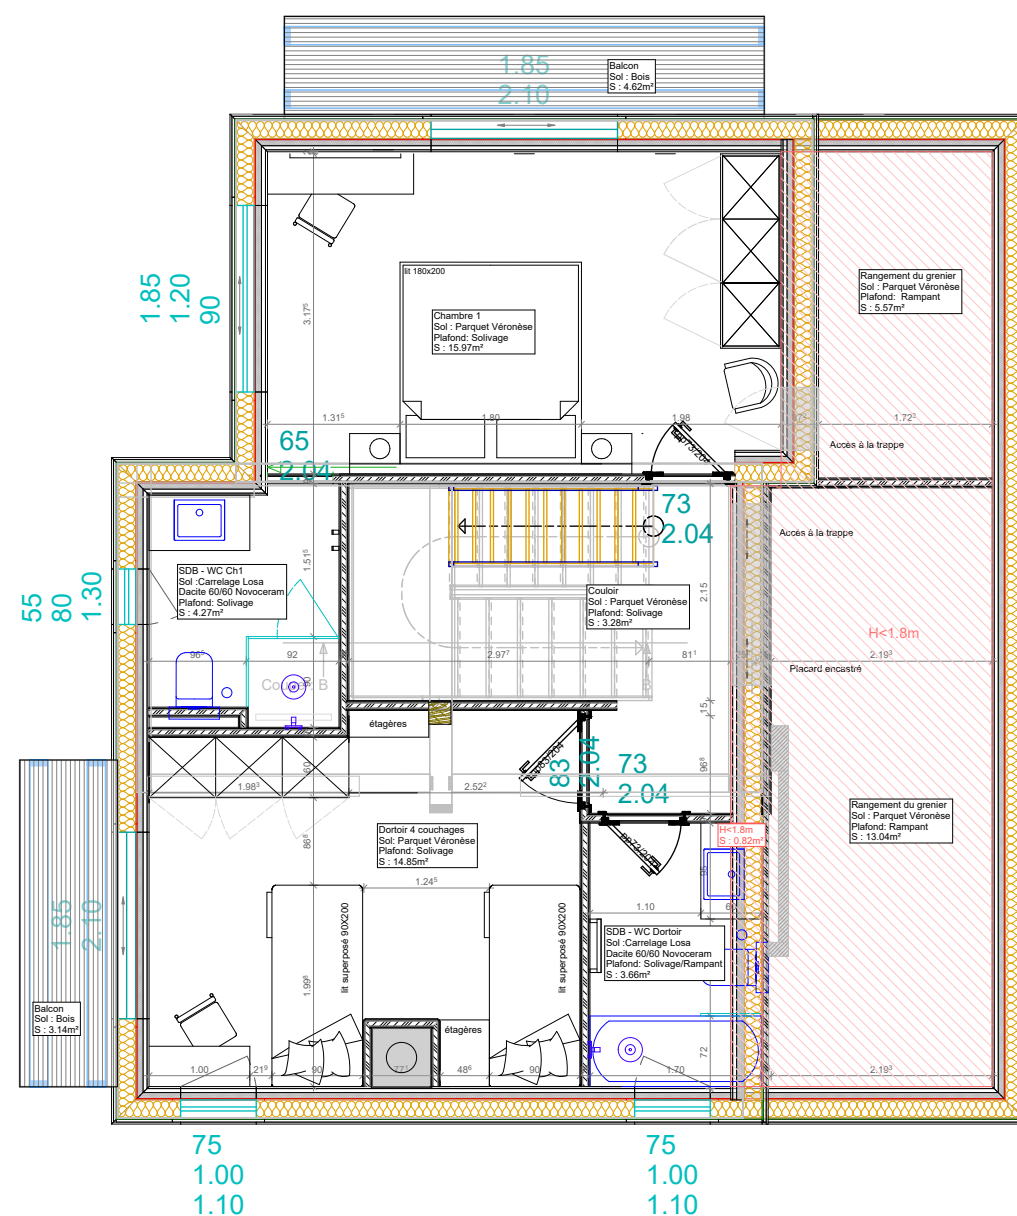 1.85
2.10
Balcon
Sol : Bois
S : 4.62m²
1.85
1.20
90
lit 180x200
3.17⁵
Chambre 1
Sol : Parquet Véronèse
Plafond: Solivage
S : 15.97m²
Rangement du grenier
Sol : Parquet Véronèse
Plafond: Rampant
S : 5.57m²
1.31⁵
1.80
1.98
1.72²
65
2.04
Accès à la trappe
73
2.04
Accès à la trappe
1.51⁵
SDB - WC Ch1
Sol :Carrelage Losa
Dacite 60/60 Novoceram
Plafond: Solivage
S : 4.27m²
55
80
1.30
Couloir
Sol : Parquet Véronèse
Plafond: Solivage
S : 3.28m²
2.15
H<1.8m
96⁵
92
2.97⁷
81¹
2.19³
Placard encastré
B
B
étagères
15
83
2.04
73
2.04
96⁸
60
1.98³
2.52²
86⁸
Dortoir 4 couchages
Sol: Parquet Véronèse
Plafond: Solivage
S : 14.85m²
H<1.8m
S : 0.82m²
Rangement du grenier
Sol : Parquet Véronèse
Plafond: Rampant
S : 13.04m²
1.24⁵
95
1.10
lit superposé 90X200
lit superposé 90X200
SDB - WC Dortoir
Sol :Carrelage Losa
Dacite 60/60 Novoceram
Plafond: Solivage/Rampant
S : 3.66m²
1.85
2.10
1.99⁸
Balcon
Sol : Bois
S : 3.14m²
étagères
72
1.00
21⁹
90
77¹
48⁶
90
1.70
2.19³
75
1.00
1.10
75
1.00
1.10